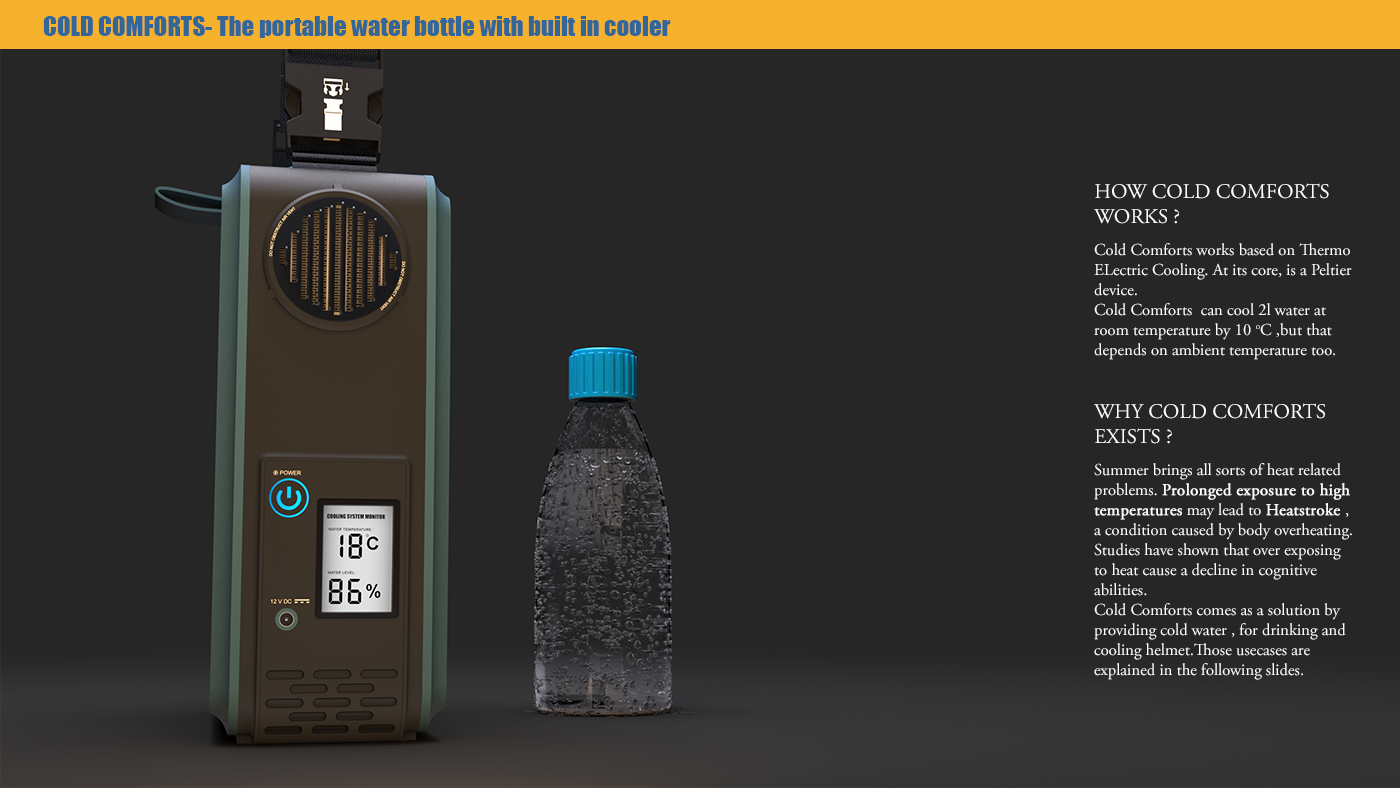 COLD COMFORTS- The portable water bottle with built in cooler
DO NOT OBSTRUCT AIR VENT
DO NOT OBSTRUCT AIR VENT
POWER
COOLING SYSTEM MONITOR
WATER TEMPERATURE:
18°C
WATER LEVEL:
86%
12 V DC
HOW COLD COMFORTS
WORKS ?
Cold Comforts works based on Thermo
ELectric Cooling. At its core, is a Peltier
device.
Cold Comforts  can cool 2l water at
room temperature by 10 °C ,but that
depends on ambient temperature too.
WHY COLD COMFORTS
EXISTS ?
Summer brings all sorts of heat related
problems. Prolonged exposure to high
temperatures may lead to Heatstroke ,
a condition caused by body overheating.
Studies have shown that over exposing
to heat cause a decline in cognitive
abilities.
Cold Comforts comes as a solution by
providing cold water , for drinking and
cooling helmet.Those usecases are
explained in the following slides.